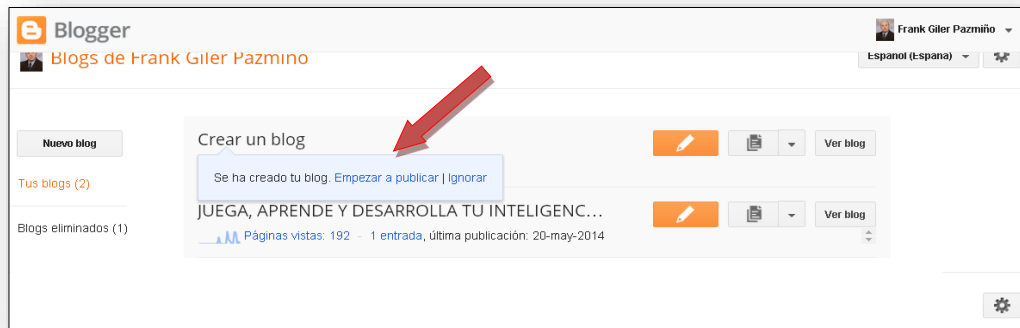 Blogger
Frank Giler Pazmiño
Blogs de Frank Giler Pazmino
Español (España)
Nuevo blog
Crear un blog
Ver blog
Se ha creado tu blog. Empezar a publicar | Ignorar
Tus blogs (2)
JUEGA, APRENDE Y DESARROLLA TU INTELIGENC...
Ver blog
Blogs eliminados (1)
Páginas vistas: 192 - 1 entrada, última publicación: 20-may-2014